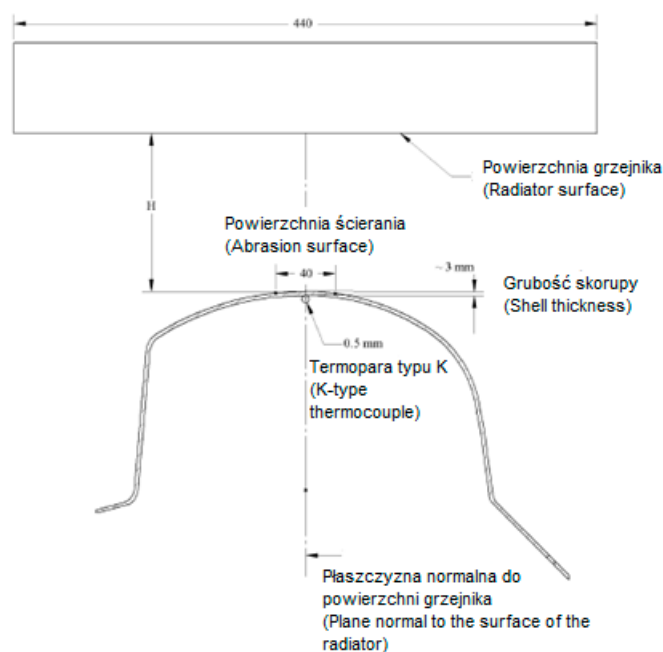 440
Powierzchnia grzejnika
(Radiator surface)
H
Powierzchnia ścierania
(Abrasion surface)
40
~ 3 mm
Grubość skorupy
(Shell thickness)
0.5 mm
Termopara typu K
(K-type
thermocouple)
Płaszczyzna normalna do
powierzchni grzejnika
(Plane normal to the surface of the
radiator)